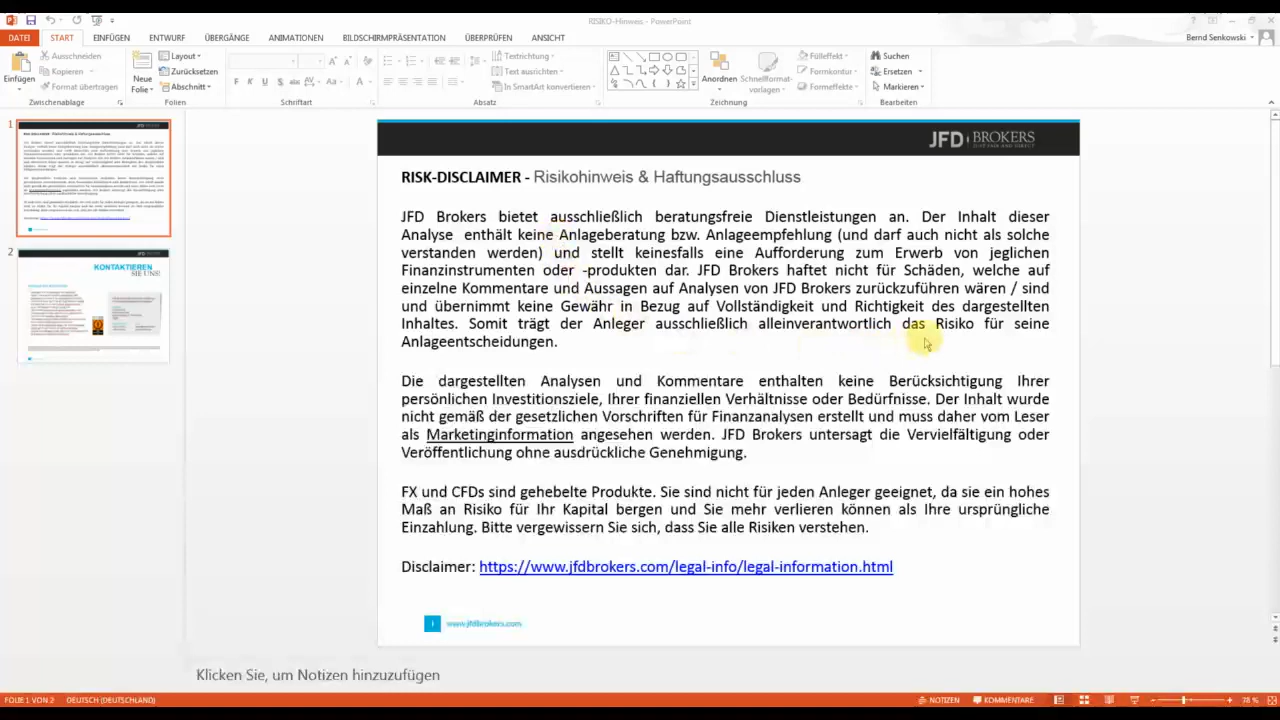 RISIKO-Hinweis - PowerPoint
DATEI START EINFÜGEN ENTWURF ÜBERGÄNGE ANIMATIONEN BILDSCHIRMPRÄSENTATION ÜBERPRÜFEN ANSICHT Bernd Senkowski
Einfügen
Ausschneiden
Kopieren
Format übertragen
Zwischenablage
Neue
Folie
Layout
Zurücksetzen
Abschnitt
Folien
F K U S abc AV Aa A
Schriftart
Textrichtung
Text ausrichten
In SmartArt konvertieren
Absatz
Anordnen
Schnellformat-
vorlagen
Fülleffekt
Formkontur
Formeffekte
Zeichnung
Suchen
Ersetzen
Markieren
Bearbeiten
1
2
KONTAKTIEREN
SIE UNS!
JFD BROKERS
JUST FAIR AND DIRECT
RISK-DISCLAIMER - Risikohinweis & Haftungsausschluss
JFD Brokers bietet ausschließlich beratungsfreie Dienstleistungen an. Der Inhalt dieser
Analyse enthält keine Anlageberatung bzw. Anlageempfehlung (und darf auch nicht als solche
verstanden werden) und stellt keinesfalls eine Aufforderung zum Erwerb von jeglichen
Finanzinstrumenten oder -produkten dar. JFD Brokers haftet nicht für Schäden, welche auf
einzelne Kommentare und Aussagen auf Analysen von JFD Brokers zurückzuführen wären / sind
und übernimmt keine Gewähr in Bezug auf Vollständigkeit und Richtigkeit des dargestellten
Inhaltes. Somit trägt der Anleger ausschließlich alleinverantwortlich das Risiko für seine
Anlageentscheidungen.
Die dargestellten Analysen und Kommentare enthalten keine Berücksichtigung Ihrer
persönlichen Investitionsziele, Ihrer finanziellen Verhältnisse oder Bedürfnisse. Der Inhalt wurde
nicht gemäß der gesetzlichen Vorschriften für Finanzanalysen erstellt und muss daher vom Leser
als Marketinginformation angesehen werden. JFD Brokers untersagt die Vervielfältigung oder
Veröffentlichung ohne ausdrückliche Genehmigung.
FX und CFDs sind gehebelte Produkte. Sie sind nicht für jeden Anleger geeignet, da sie ein hohes
Maß an Risiko für Ihr Kapital bergen und Sie mehr verlieren können als Ihre ursprüngliche
Einzahlung. Bitte vergewissern Sie sich, dass Sie alle Risiken verstehen.
Disclaimer: https://www.jfdbrokers.com/legal-info/legal-information.html
www.jfdbrokers.com
Klicken Sie, um Notizen hinzuzufügen
FOLIE 1 VON 2 DEUTSCH (DEUTSCHLAND) NOTIZEN KOMMENTARE 78 %